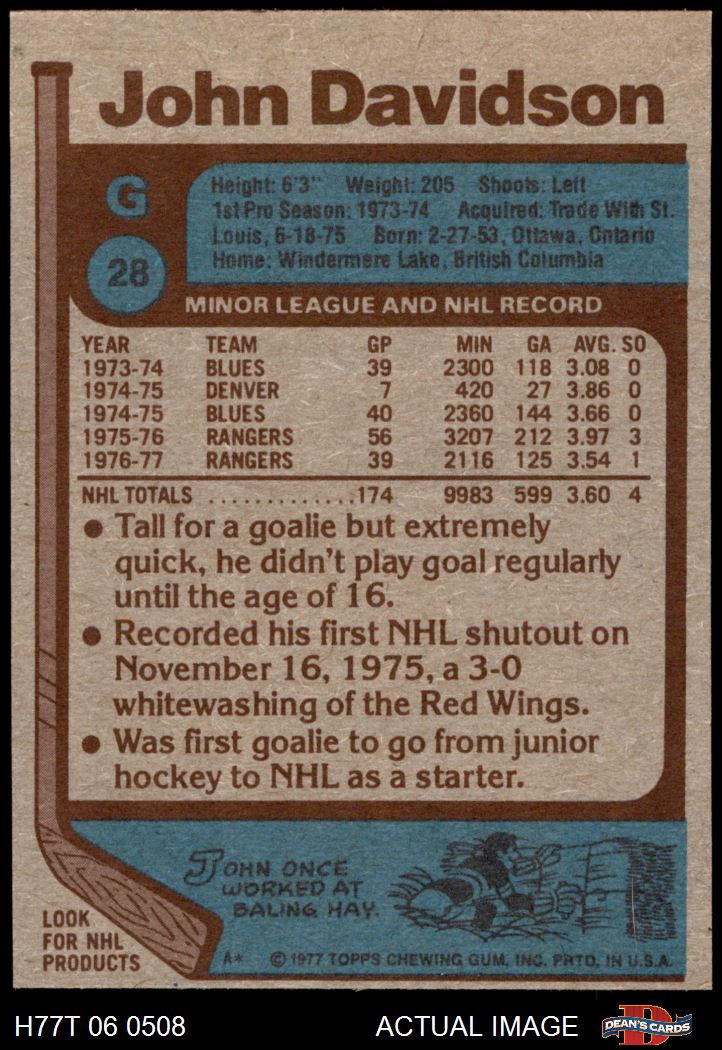 John Davidson
G
28
Height: 6'3" Weight: 205 Shoots: Left
1st Pro Season: 1973-74 Acquired: Trade With St.
Louis, 6-18-75 Born: 2-27-53, Ottawa, Ontario
Home: Windermere Lake, British Columbia
MINOR LEAGUE AND NHL RECORD
YEAR TEAM GP MIN GA AVG. SO
1973-74 BLUES 39 2300 118 3.08 0
1974-75 DENVER 7 420 27 3.86 0
1974-75 BLUES 40 2360 144 3.66 0
1975-76 RANGERS 56 3207 212 3.97 3
1976-77 RANGERS 39 2116 125 3.54 1
NHL TOTALS .............174 9983 599 3.60 4
● Tall for a goalie but extremely
quick, he didn't play goal regularly
until the age of 16.
● Recorded his first NHL shutout on
November 16, 1975, a 3-0
whitewashing of the Red Wings.
● Was first goalie to go from junior
hockey to NHL as a starter.
JOHN ONCE
WORKED AT
BALING HAY.
LOOK
FOR NHL
PRODUCTS
A* © 1977 TOPPS CHEWING GUM, INC. PRTD. IN U.S.A.
H77T 06 0508 ACTUAL IMAGE D DEAN'S CARDS